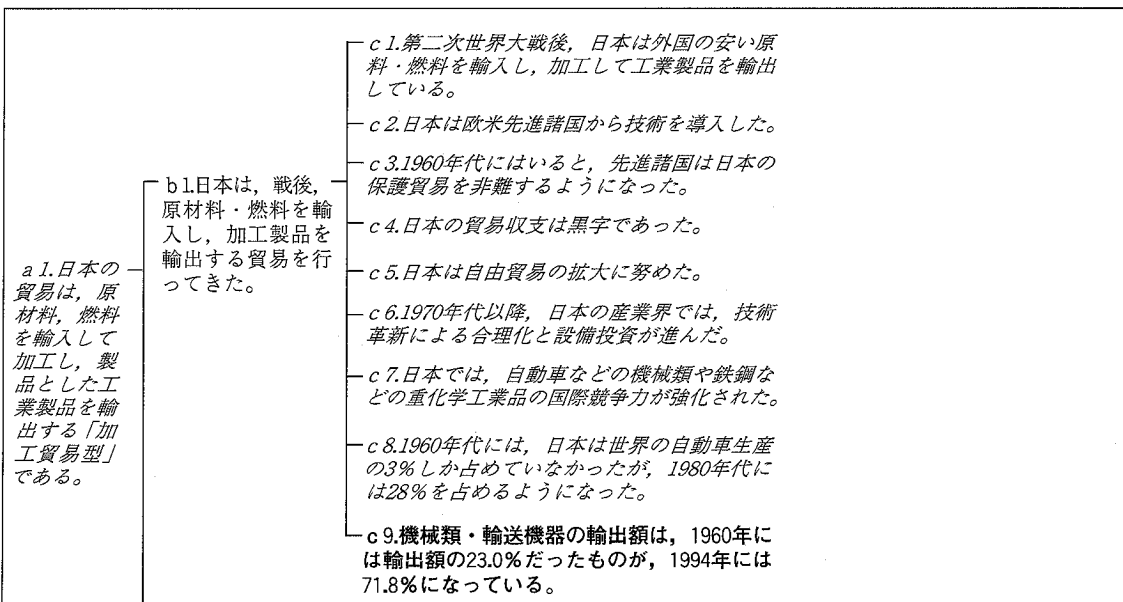 a1.日本の
貿易は，原
材料，燃料
を輸入して
加工し，製
品とした工
業製品を輸
出する「加
工貿易型」
である。
b1.日本は，戦後，
原材料・燃料を輸
入し，加工製品を
輸出する貿易を行
ってきた。
c1.第二次世界大戦後，日本は外国の安い原
料・燃料を輸入し，加工して工業製品を輸出
している。
c2.日本は欧米先進諸国から技術を導入した。
c3.1960年代にはいると，先進諸国は日本の
保護貿易を非難するようになった。
c4.日本の貿易収支は黒字であった。
c5.日本は自由貿易の拡大に努めた。
c6.1970年代以降，日本の産業界では，技術
革新による合理化と設備投資が進んだ。
c7.日本では，自動車などの機械類や鉄鋼な
どの重化学工業品の国際競争力が強化された。
c8.1960年代には，日本は世界の自動車生産
の3%しか占めていなかったが，1980年代に
は28%を占めるようになった。
c9.機械類・輸送機器の輸出額は，1960年に
は輸出額の23.0%だったものが，1994年には
71.8%になっている。